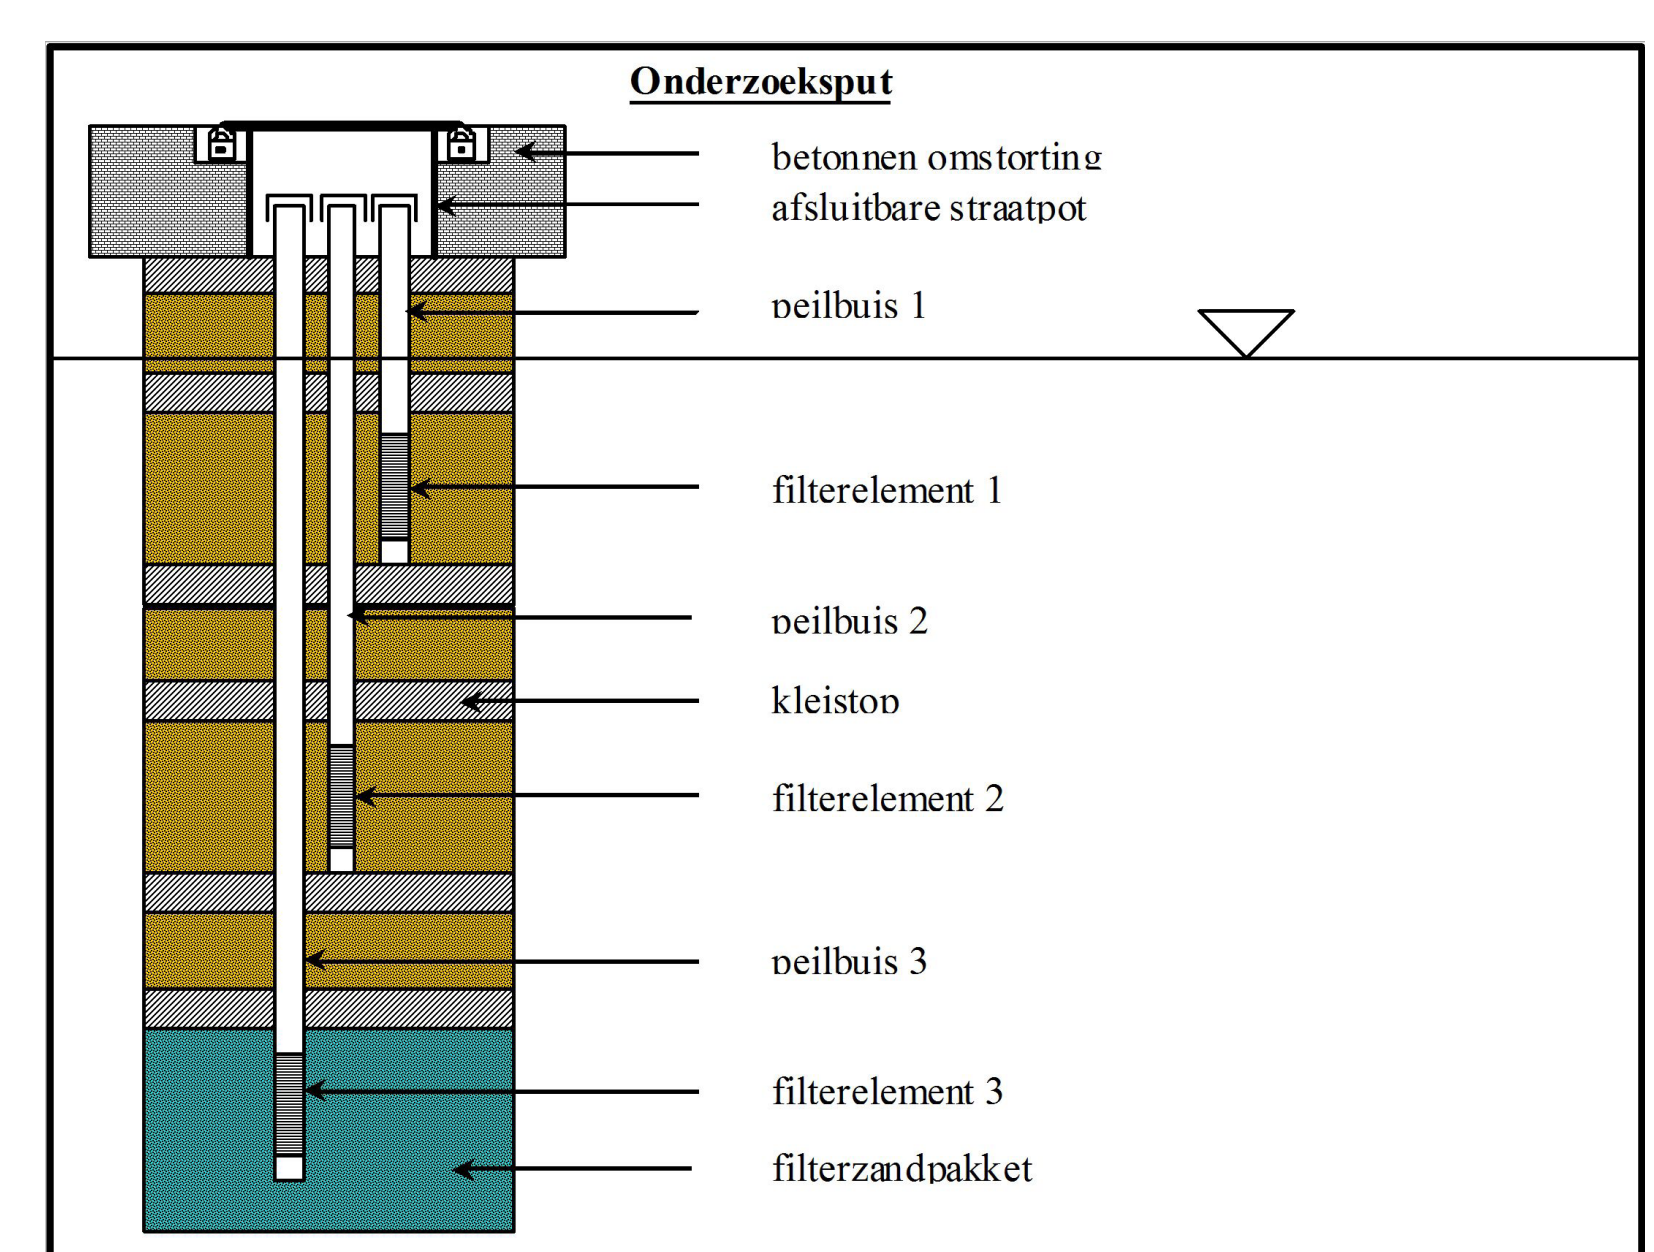 Onderzoeksput
betonnen omstorting
afsluitbare straatpot
peilbuis 1
filterelement 1
peilbuis 2
kleistop
filterelement 2
peilbuis 3
filterelement 3
filterzandpakket